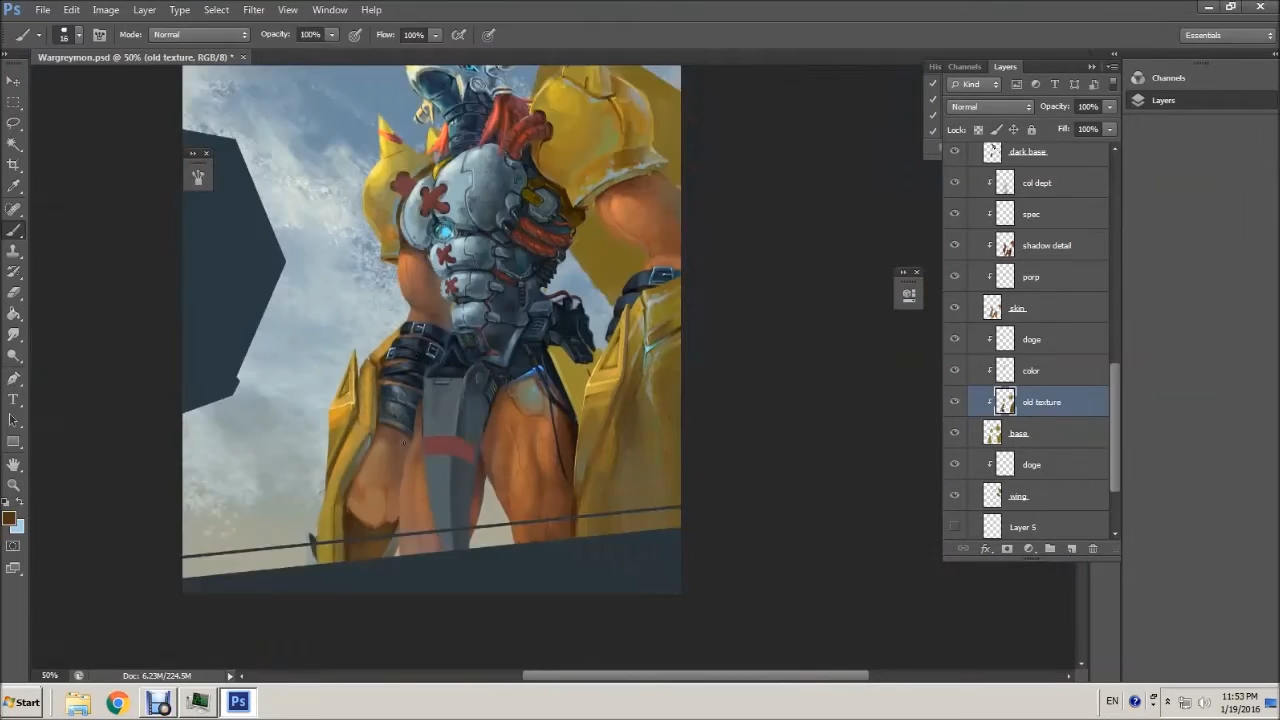 Ps File Edit Image Layer Type Select Filter View Window Help
16 Mode: Normal Opacity: 100% Flow: 100% Essentials
Wargreymon.psd @ 50% (old texture, RGB/8) * ×
His Channels Layers
Channels
Layers
Kind
Normal Opacity: 100%
Lock: Fill: 100%
dark base
col dept
spec
shadow detail
porp
skin
doge
color
old texture
base
doge
wing
Layer 5
fx
50% Doc: 6.23M/224.5M
Start Ps EN 11:53 PM
1/19/2016